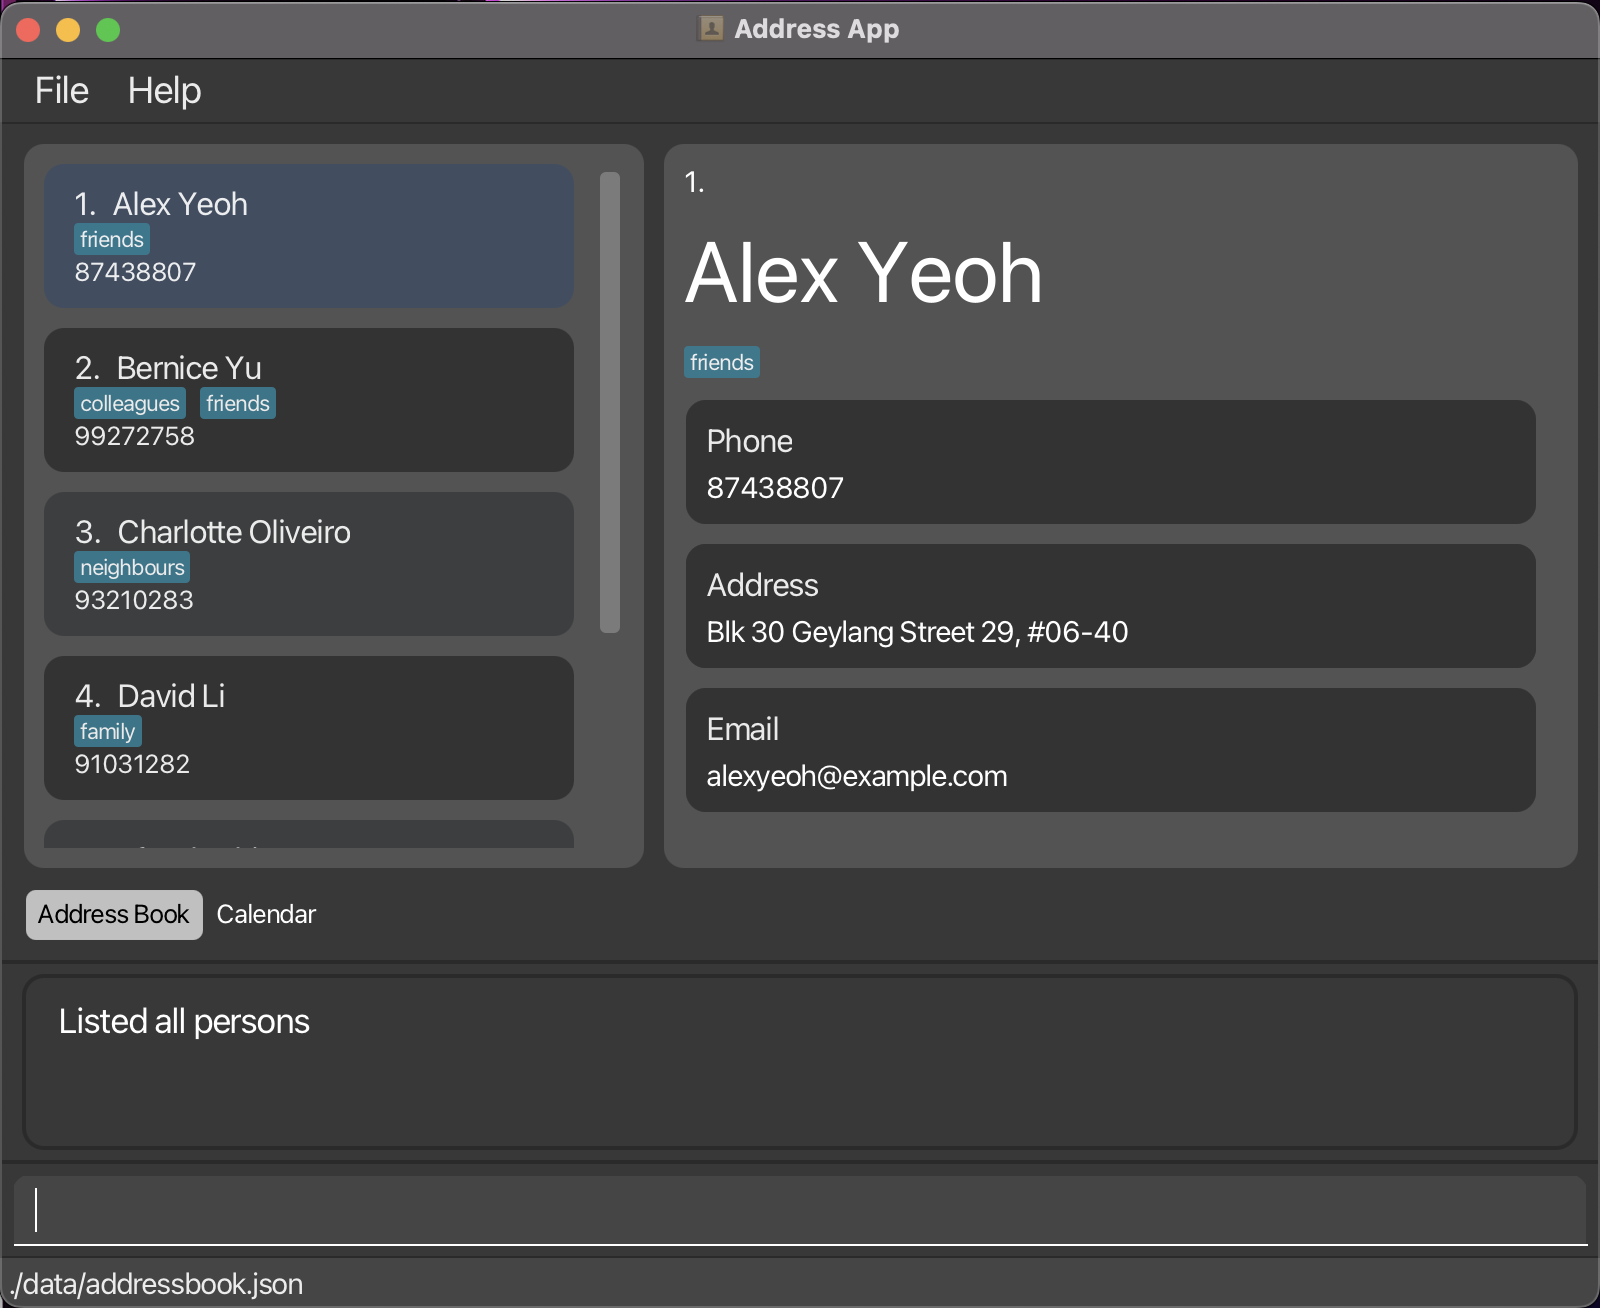 Address App
File Help
1. Alex Yeoh
friends
87438807
2. Bernice Yu
colleagues friends
99272758
3. Charlotte Oliveiro
neighbours
93210283
4. David Li
family
91031282
1.
Alex Yeoh
friends
Phone
87438807
Address
Blk 30 Geylang Street 29, #06-40
Email
alexyeoh@example.com
Address Book Calendar
Listed all persons
./data/addressbook.json